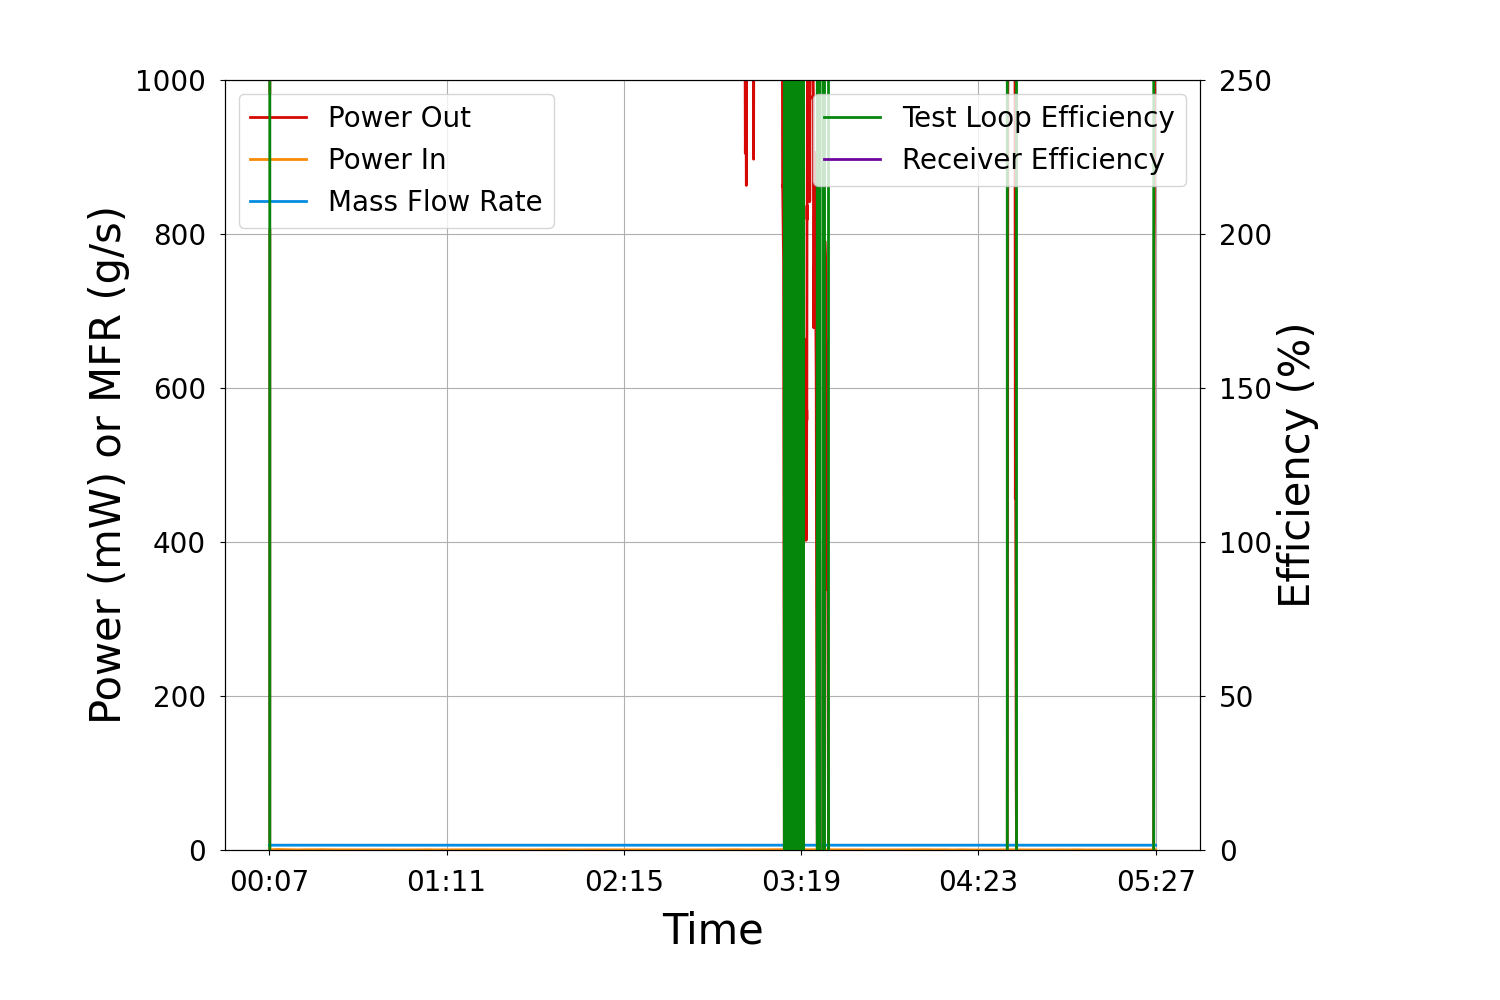 1000
800
600
400
200
0
Power (mW) or MFR (g/s)
Power Out
Power In
Mass Flow Rate
Test Loop Efficiency
Receiver Efficiency
250
200
150
100
50
0
Efficiency (%)
00:07 01:11 02:15 03:19 04:23 05:27
Time